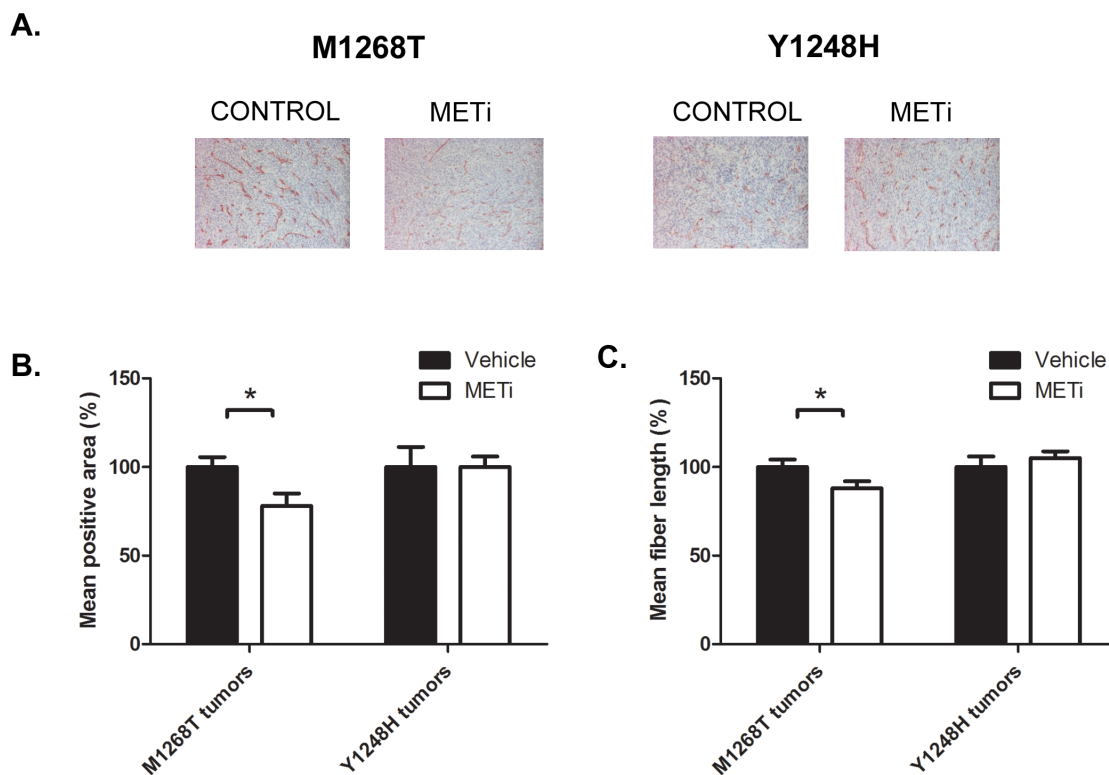 A.
M1268T
Y1248H
CONTROL
METi
CONTROL
METi
B.
Vehicle
METi
Mean positive area (%)
150
100
50
0
*
M1268T tumors
Y1248H tumors
C.
Vehicle
METi
Mean fiber length (%)
150
100
50
0
*
M1268T tumors
Y1248H tumors